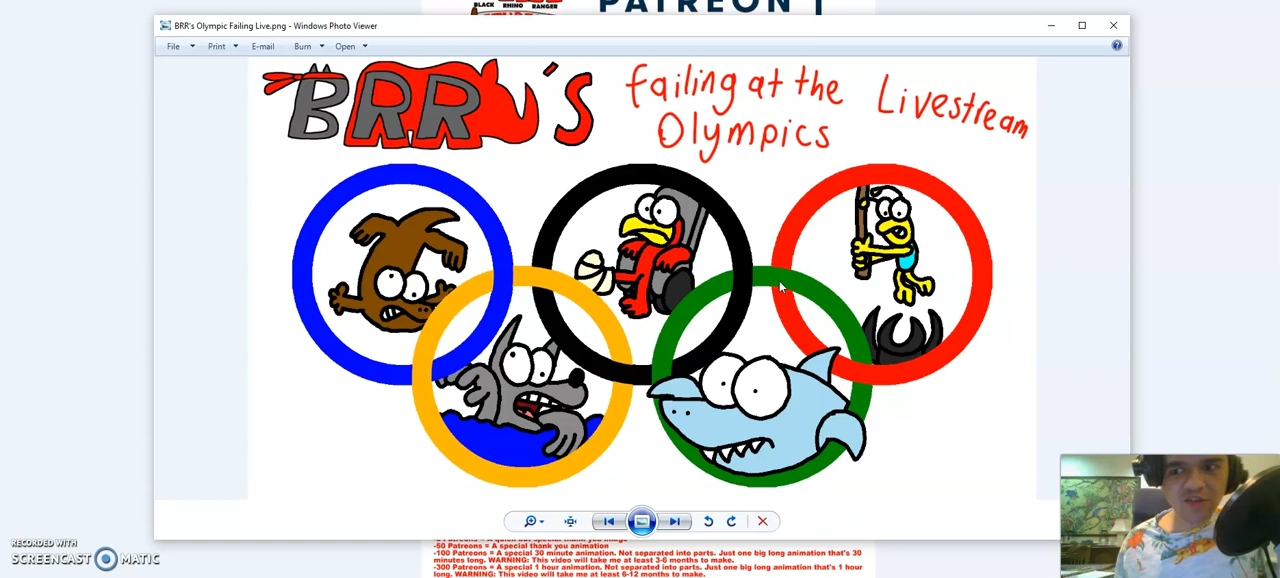 BLACK RHINO RANGER
PATREON
BRR's Olympic Failing Live.png - Windows Photo Viewer
File Print E-mail Burn Open
BRR's failing at the Livestream
Olympics
RECORDED WITH
SCREENCAST MATIC
-50 Patreons = A special thank you animation
-100 Patreons = A special 30 minute animation. Not separated into parts. Just one big long animation that's 30
minutes long. WARNING: This video will take me at least 3-6 months to make.
-300 Patreons = A special 1 hour animation. Not separated into parts. Just one big long animation that's 1 hour
long. WARNING: This video will take me at least 6-12 months to make.